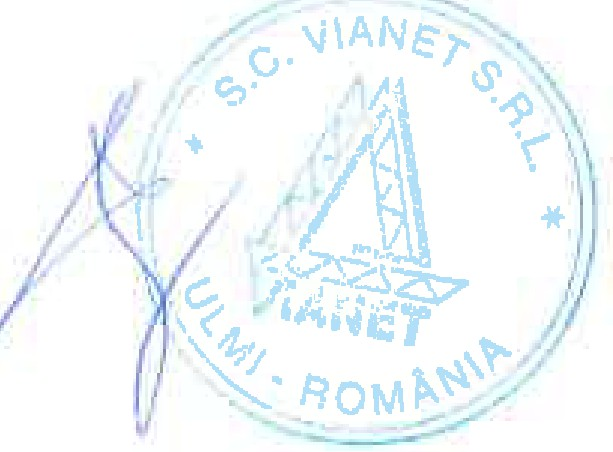 * S.C. VIANET S.R.L. *
VIANET
ULMI - ROMÂNIA